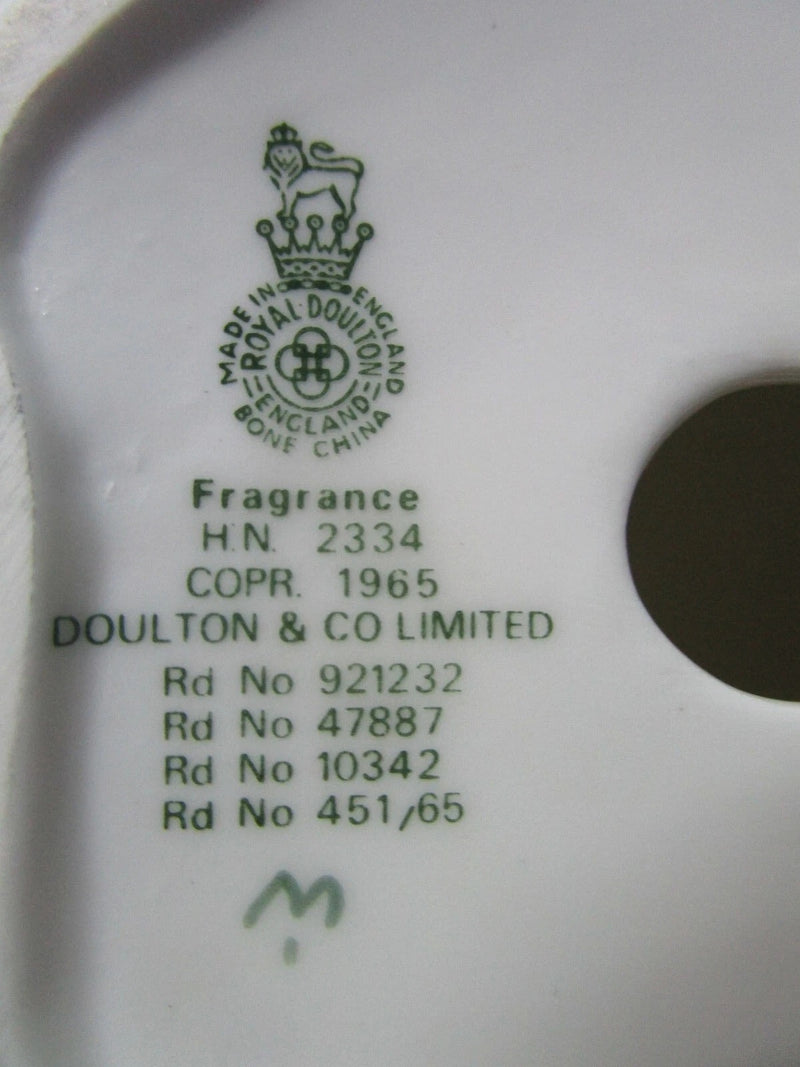 MADE IN ENGLAND
ROYAL·DOULTON
ENGLAND
BONE CHINA
Fragrance
H.N. 2334
COPR. 1965
DOULTON & CO LIMITED
Rd No 921232
Rd No 47887
Rd No 10342
Rd No 451/65